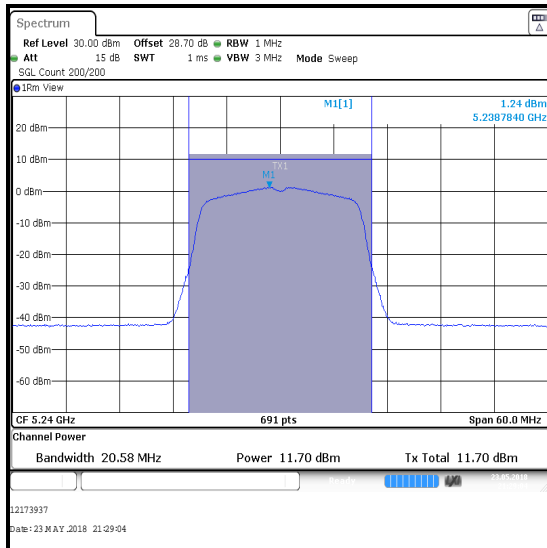 Spectrum
Ref Level 30.00 dBm Offset 28.70 dB RBW 1 MHz
Att 15 dB SWT 1 ms VBW 3 MHz Mode Sweep
SGL Count 200/200
1Rm View
M1[1] 1.24 dBm
5.2387840 GHz
20 dBm
10 dBm
TX1
M1
0 dBm
-10 dBm
-20 dBm
-30 dBm
-40 dBm
-50 dBm
-60 dBm
CF 5.24 GHz 691 pts Span 60.0 MHz
Channel Power
Bandwidth 20.58 MHz Power 11.70 dBm Tx Total 11.70 dBm
Ready 23.05.2018
12173937
Date: 23 MAY.2018 21:29:04